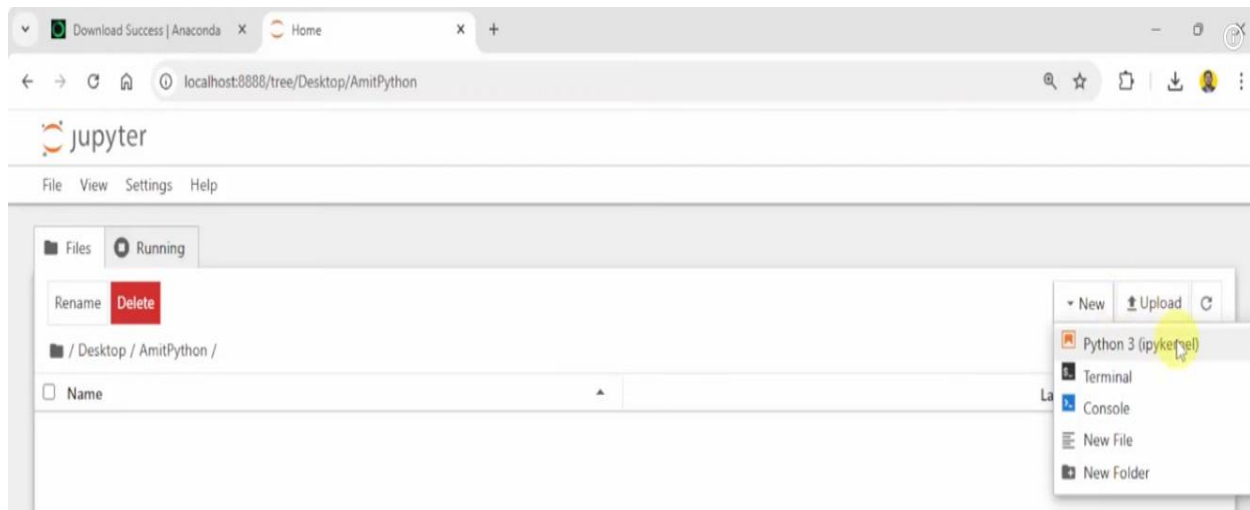 Download Success | Anaconda
Home
localhost:8888/tree/Desktop/AmitPython
jupyter
File View Settings Help
Files Running
Rename Delete
New Upload
/ Desktop / AmitPython /
Python 3 (ipykernel)
Name
La
Terminal
Console
New File
New Folder